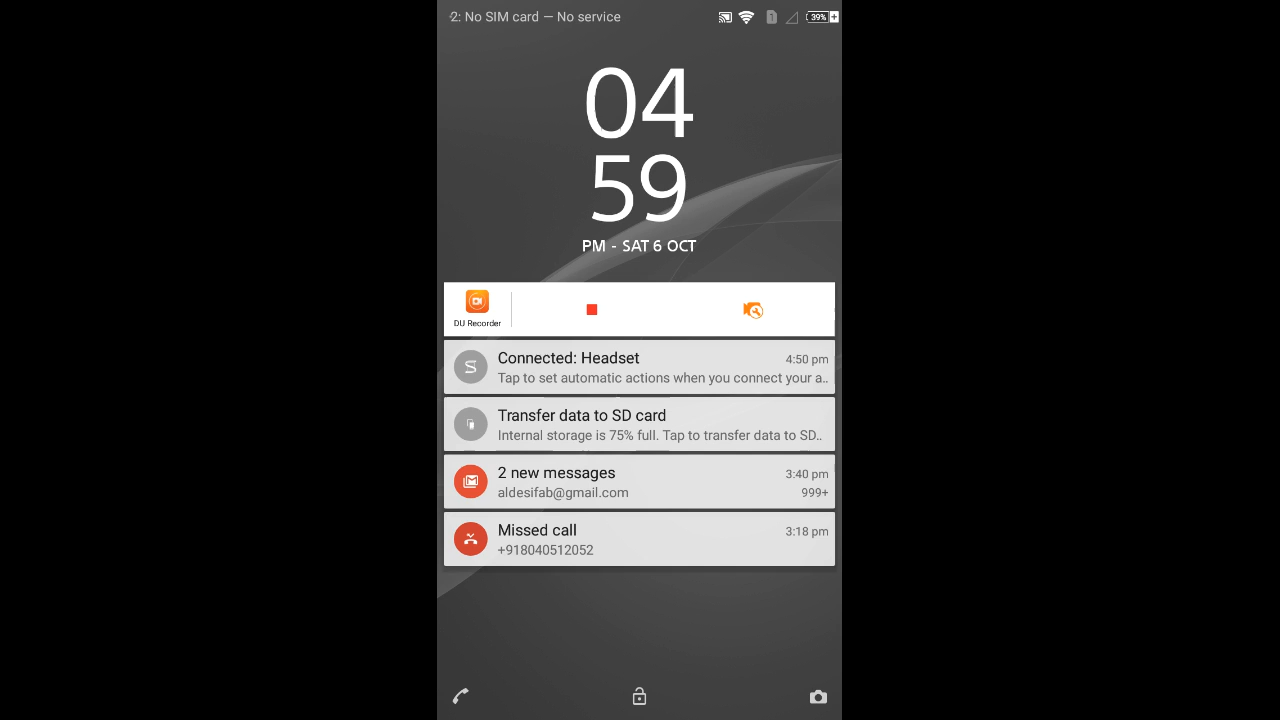 2: No SIM card — No service
1
39%
04
59
PM - SAT 6 OCT
DU Recorder
Connected: Headset
4:50 pm
Tap to set automatic actions when you connect your a..
Transfer data to SD card
Internal storage is 75% full. Tap to transfer data to SD..
2 new messages
3:40 pm
aldesifab@gmail.com
999+
Missed call
3:18 pm
+918040512052